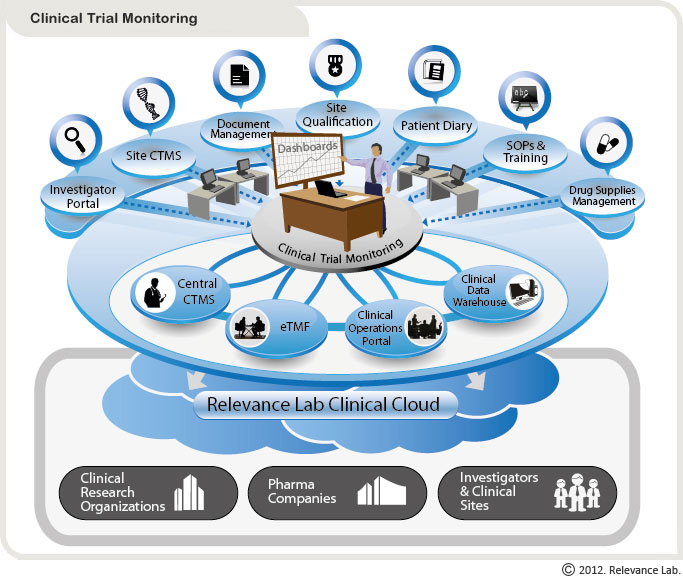 Clinical Trial Monitoring
Site
Qualification
Document
Management
Patient Diary
Site CTMS
SOPs &
Training
abc
Dashboards
Investigator
Portal
Drug Supplies
Management
Clinical Trial Monitoring
Central
CTMS
eTMF
Clinical
Operations
Portal
Clinical
Data
Warehouse
Relevance Lab Clinical Cloud
Clinical
Research
Organizations
Pharma
Companies
Investigators
& Clinical
Sites
© 2012. Relevance Lab.